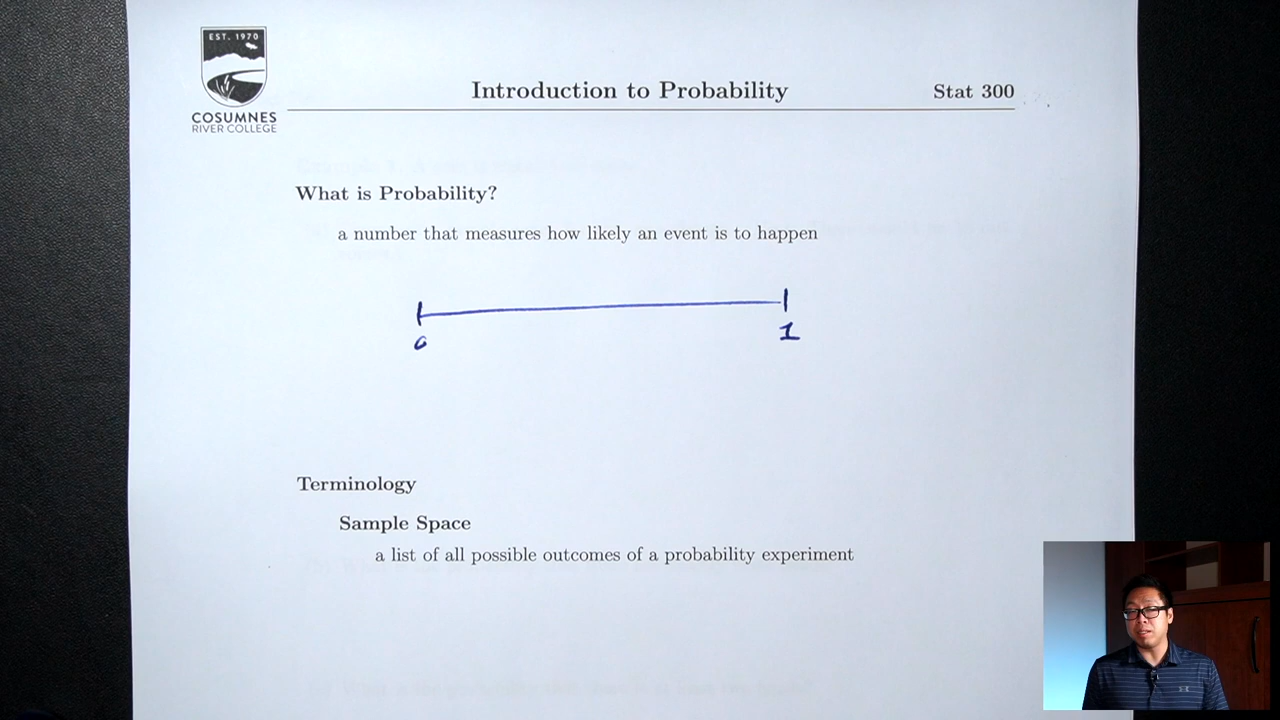 EST. 1970
COSUMNES
RIVER COLLEGE
Introduction to Probability
Stat 300
What is Probability?
a number that measures how likely an event is to happen
0
1
Terminology
Sample Space
a list of all possible outcomes of a probability experiment